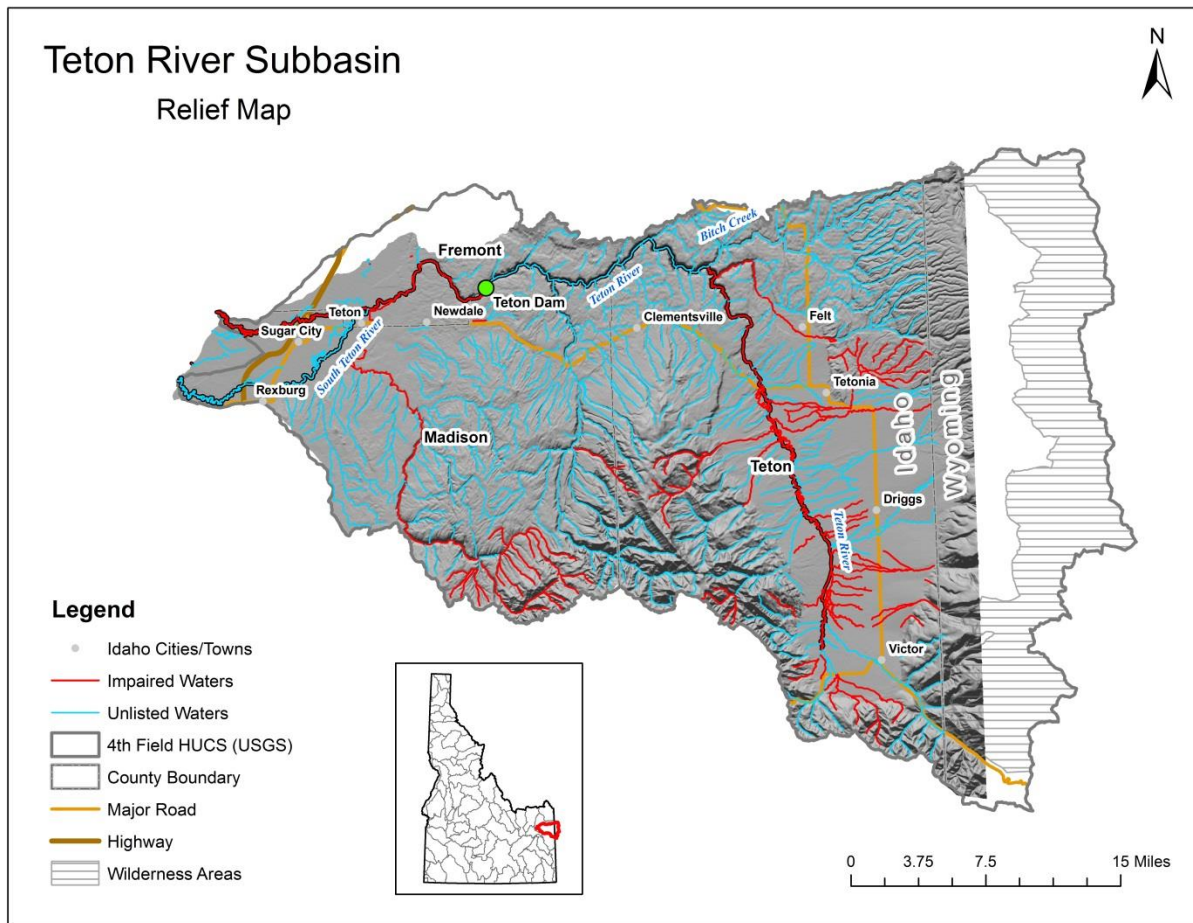 Teton River Subbasin
Relief Map
N
Fremont
Bitch Creek
Teton River
Teton Dam
Teton
Newdale
Clementsville
Felt
Sugar City
South Teton River
Rexburg
Tetonia
Madison
Teton
Idaho
Wyoming
Driggs
Teton River
Victor
Legend
Idaho Cities/Towns
Impaired Waters
Unlisted Waters
4th Field HUCS (USGS)
County Boundary
Major Road
Highway
Wilderness Areas
0 3.75 7.5 15 Miles